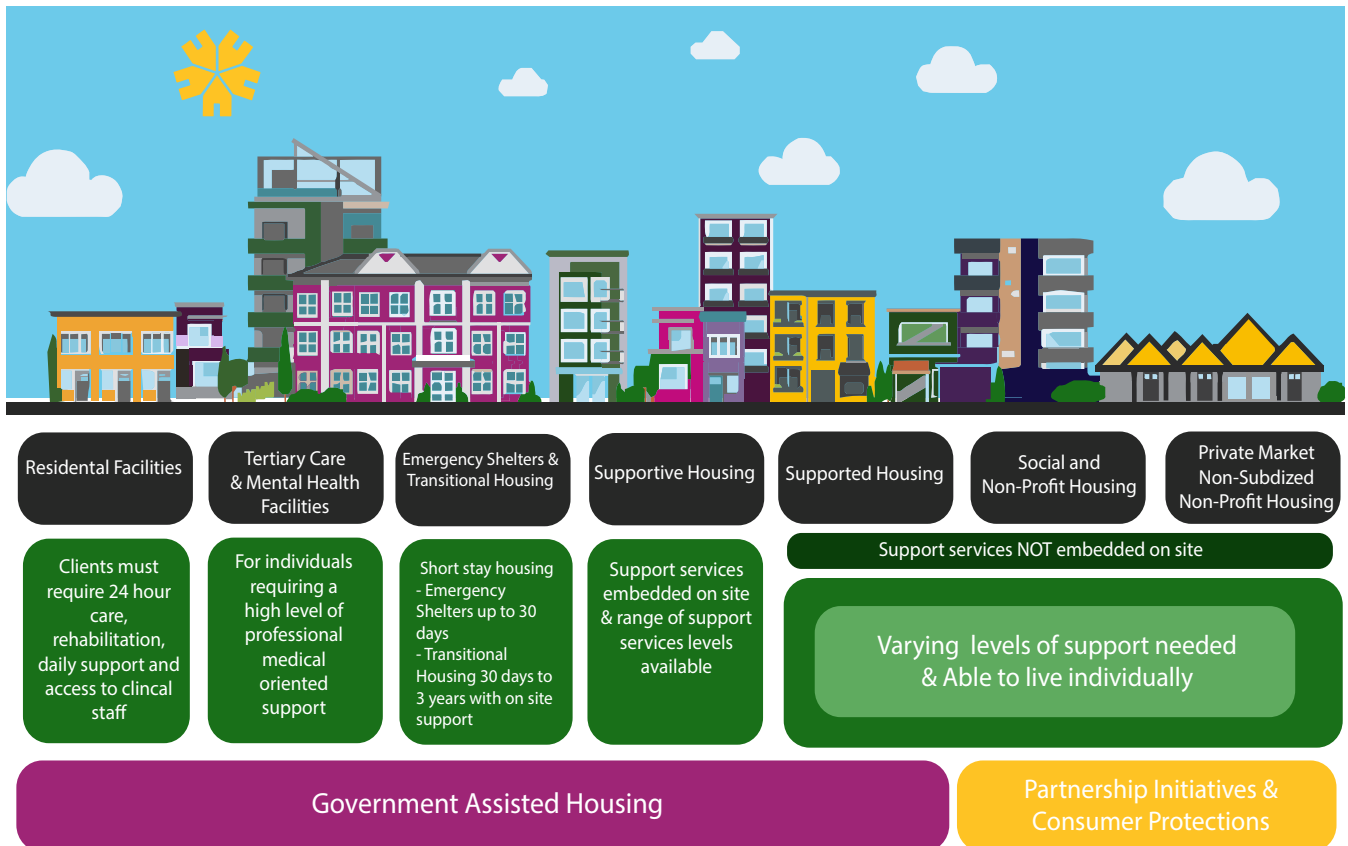 Residental Facilities
Tertiary Care
& Mental Health
Facilities
Emergency Shelters &
Transitional Housing
Supportive Housing
Supported Housing
Social and
Non-Profit Housing
Private Market
Non-Subdized
Non-Profit Housing
Clients must
require 24 hour
care,
rehabilitation,
daily support and
access to clincal
staff
For individuals
requiring a
high level of
professional
medical
oriented
support
Short stay housing
- Emergency
Shelters up to 30
days
- Transitional
Housing 30 days to
3 years with on site
support
Support services
embedded on site
& range of support
services levels
available
Support services NOT embedded on site
Varying levels of support needed
& Able to live individually
Government Assisted Housing
Partnership Initiatives &
Consumer Protections